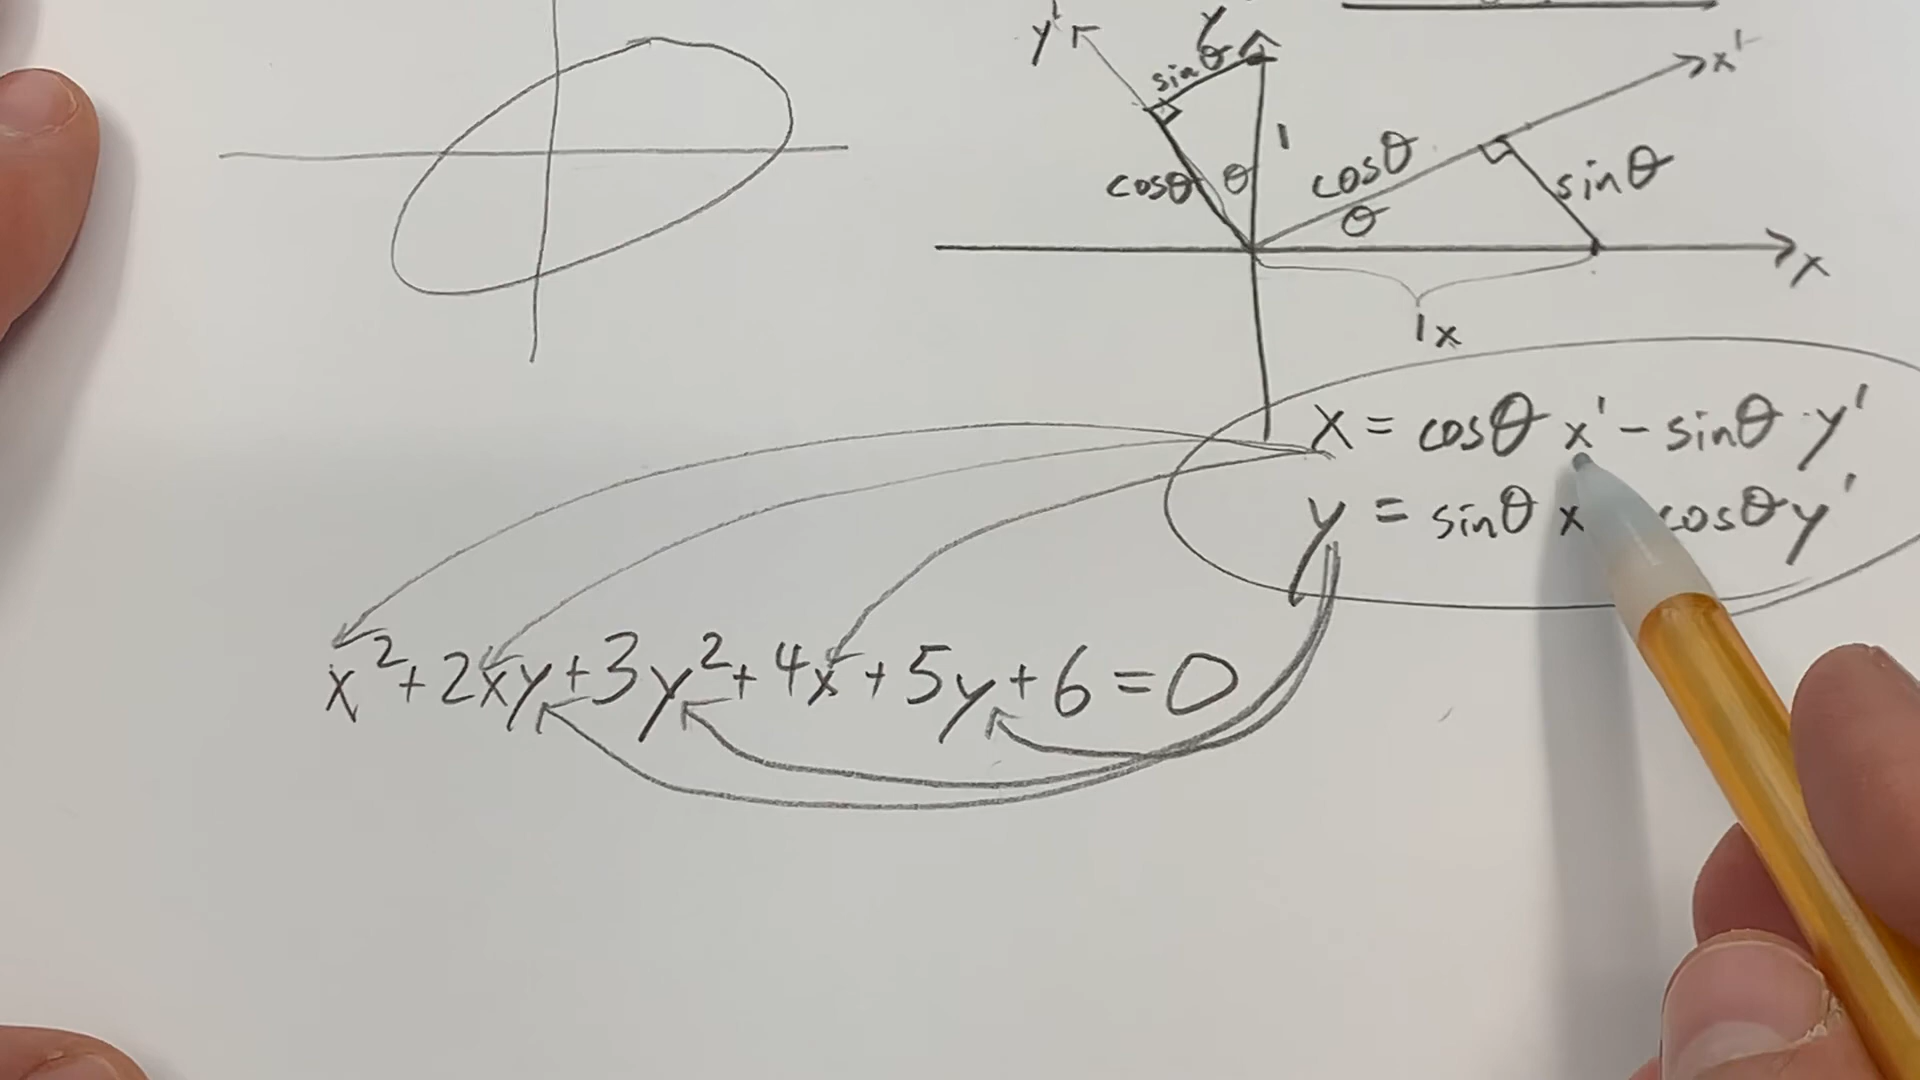 y' y x'
sinθ
1
cosθ θ cosθ sinθ
θ
x
1x
x = cosθ x' - sinθ · y'
y = sinθ x cosθ y'
x² + 2xy + 3y² + 4x + 5y + 6 = 0